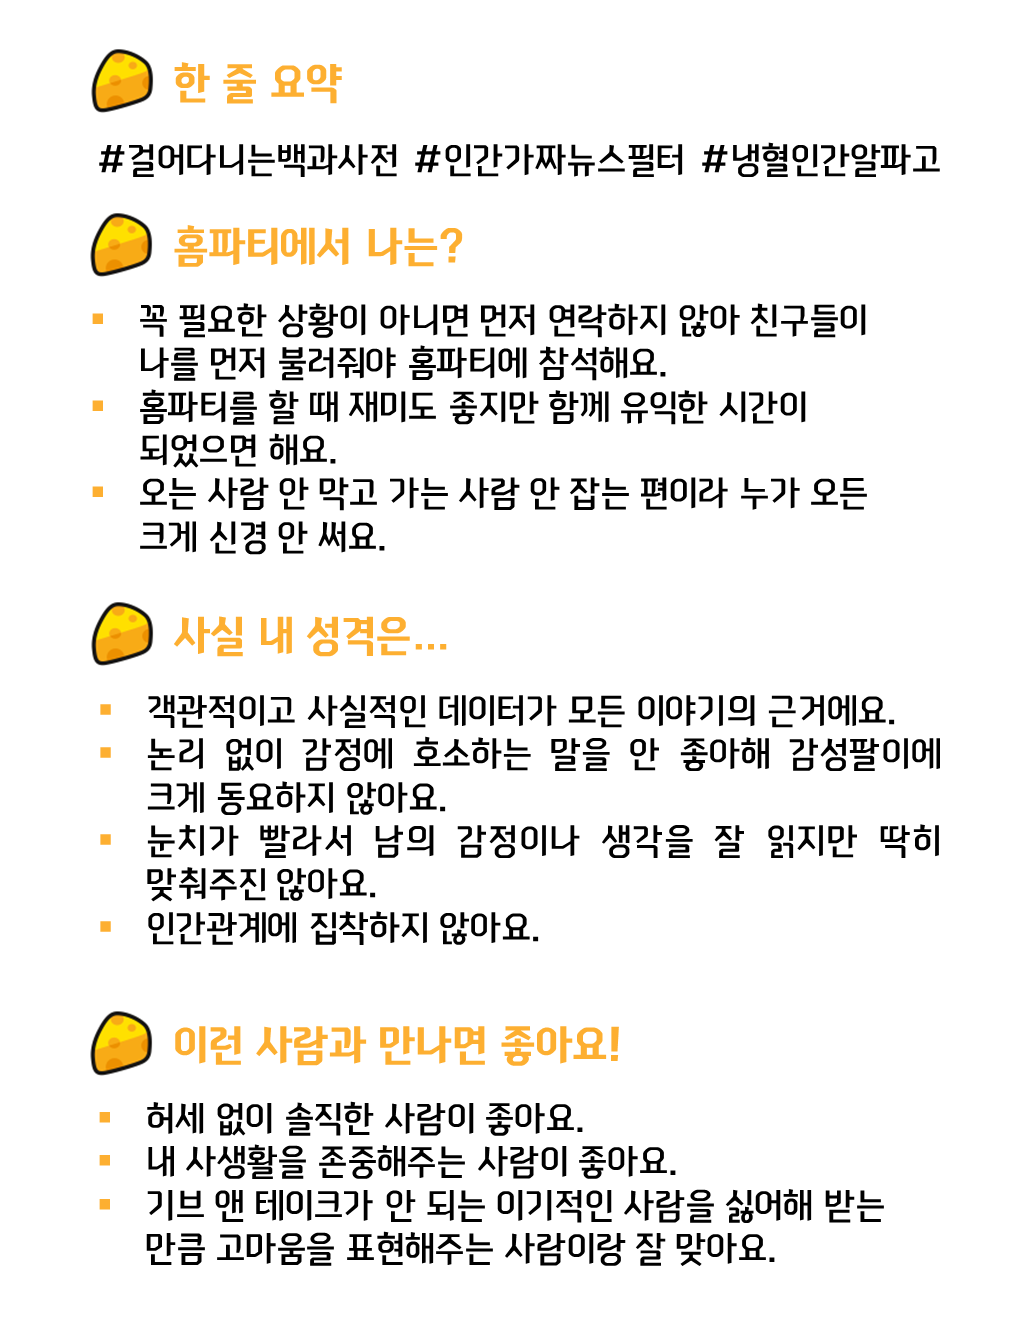 한 줄 요약
#걸어다니는백과사전 #인간가짜뉴스필터 #냉혈인간알파고
홈파티에서 나는?
▪ 꼭 필요한 상황이 아니면 먼저 연락하지 않아 친구들이
나를 먼저 불러줘야 홈파티에 참석해요.
▪ 홈파티를 할 때 재미도 좋지만 함께 유익한 시간이
되었으면 해요.
▪ 오는 사람 안 막고 가는 사람 안 잡는 편이라 누가 오든
크게 신경 안 써요.
사실 내 성격은...
▪ 객관적이고 사실적인 데이터가 모든 이야기의 근거에요.
▪ 논리 없이 감정에 호소하는 말을 안 좋아해 감성팔이에
크게 동요하지 않아요.
▪ 눈치가 빨라서 남의 감정이나 생각을 잘 읽지만 딱히
맞춰주진 않아요.
▪ 인간관계에 집착하지 않아요.
이런 사람과 만나면 좋아요!
▪ 허세 없이 솔직한 사람이 좋아요.
▪ 내 사생활을 존중해주는 사람이 좋아요.
▪ 기브 앤 테이크가 안 되는 이기적인 사람을 싫어해 받는
만큼 고마움을 표현해주는 사람이랑 잘 맞아요.